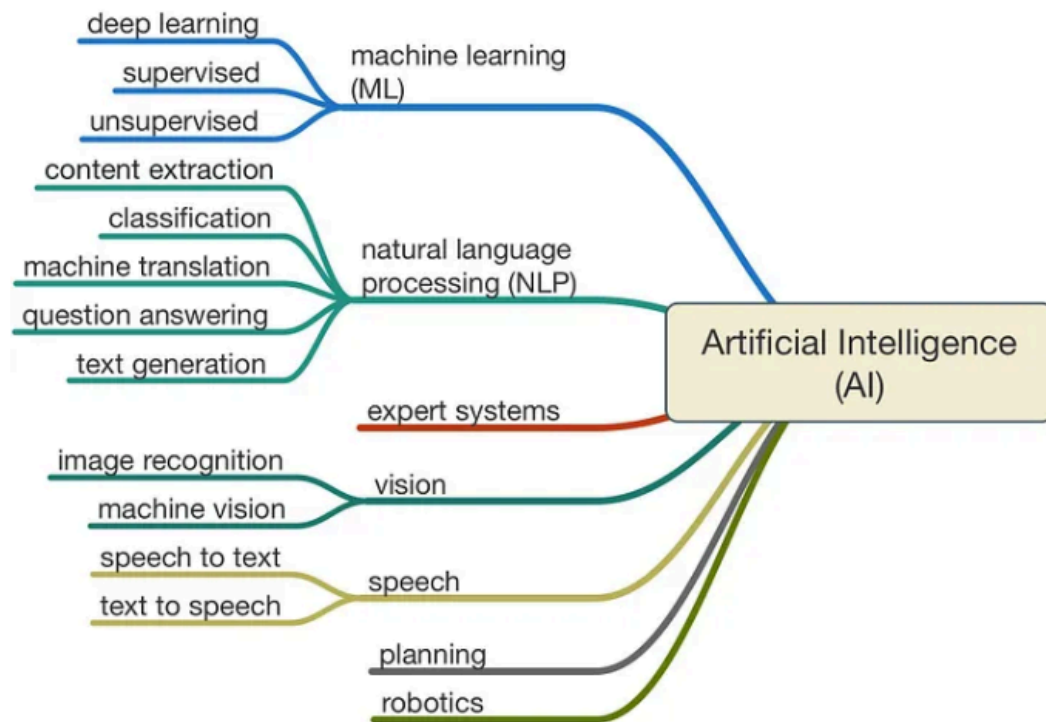 deep learning
supervised
unsupervised
machine learning
(ML)
content extraction
classification
machine translation
question answering
text generation
natural language
processing (NLP)
Artificial Intelligence
(AI)
expert systems
image recognition
machine vision
vision
speech to text
text to speech
speech
planning
robotics